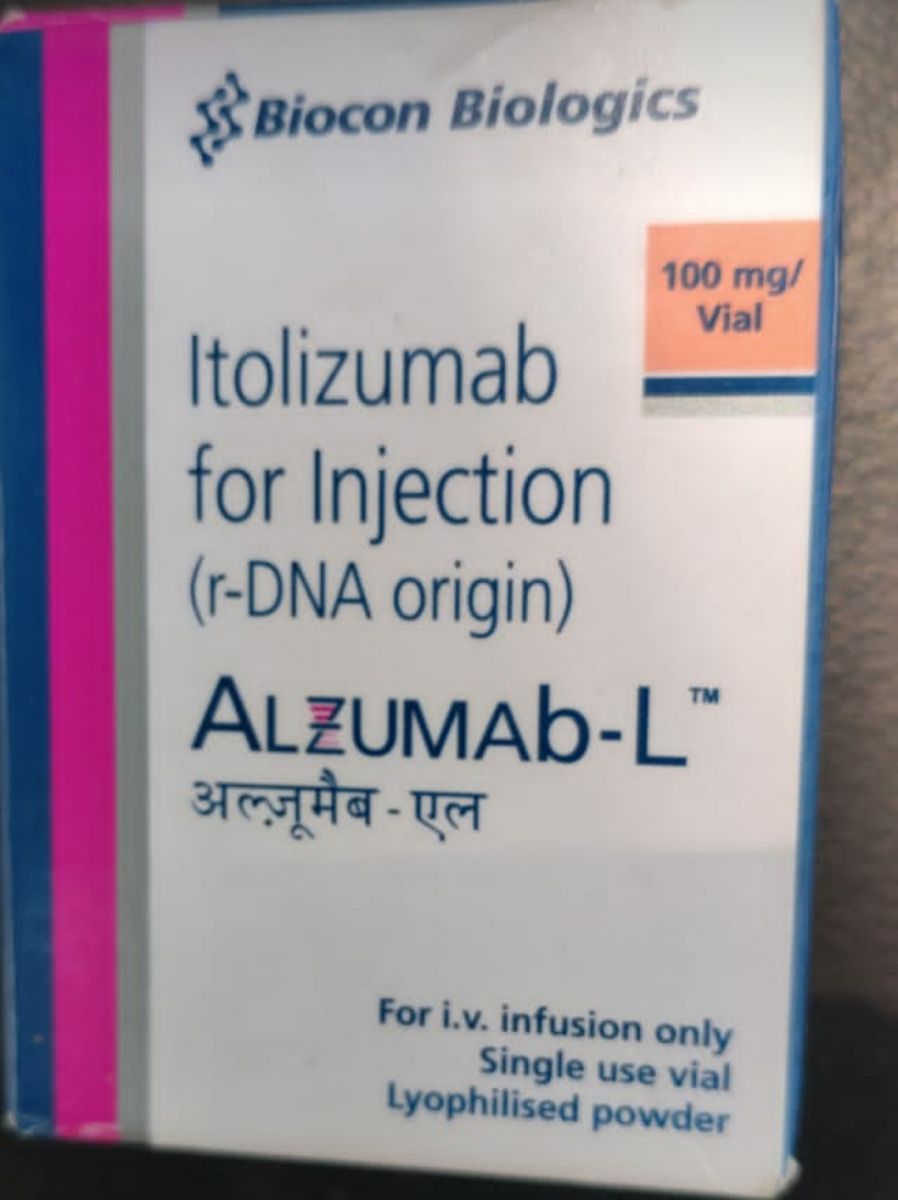 Biocon Biologics
100 mg/
Vial
Itolizumab
for Injection
(r-DNA origin)
ALZUMAb-L™
अल्ज़ूमैब - एल
For i.v. infusion only
Single use vial
Lyophilised powder